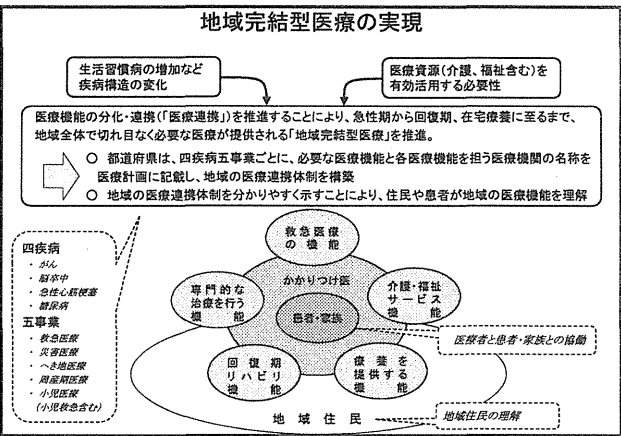 地域完結型医療の実現
生活習慣病の増加など
疾病構造の変化
医療資源(介護、福祉含む)を
有効活用する必要性
医療機能の分化・連携(「医療連携」)を推進することにより、急性期から回復期、在宅療養に至るまで、
地域全体で切れ目なく必要な医療が提供される「地域完結型医療」を推進。
○ 都道府県は、四疾病五事業ごとに、必要な医療機能と各医療機能を担う医療機関の名称を
医療計画に記載し、地域の医療連携体制を構築
○ 地域の医療連携体制を分かりやすく示すことにより、住民や患者が地域の医療機能を理解
四疾病
・ がん
・ 脳卒中
・ 急性心筋梗塞
・ 糖尿病
五事業
・ 救急医療
・ 災害医療
・ へき地医療
・ 周産期医療
・ 小児医療
(小児救急含む)
救急医療
の機能
かかりつけ医
専門的な
治療を行う
機能
介護・福祉
サービス
機能
患者・家族
医療者と患者・家族との協働
回復期
リハビリ
機能
療養を
提供する
機能
地域住民
地域住民の理解